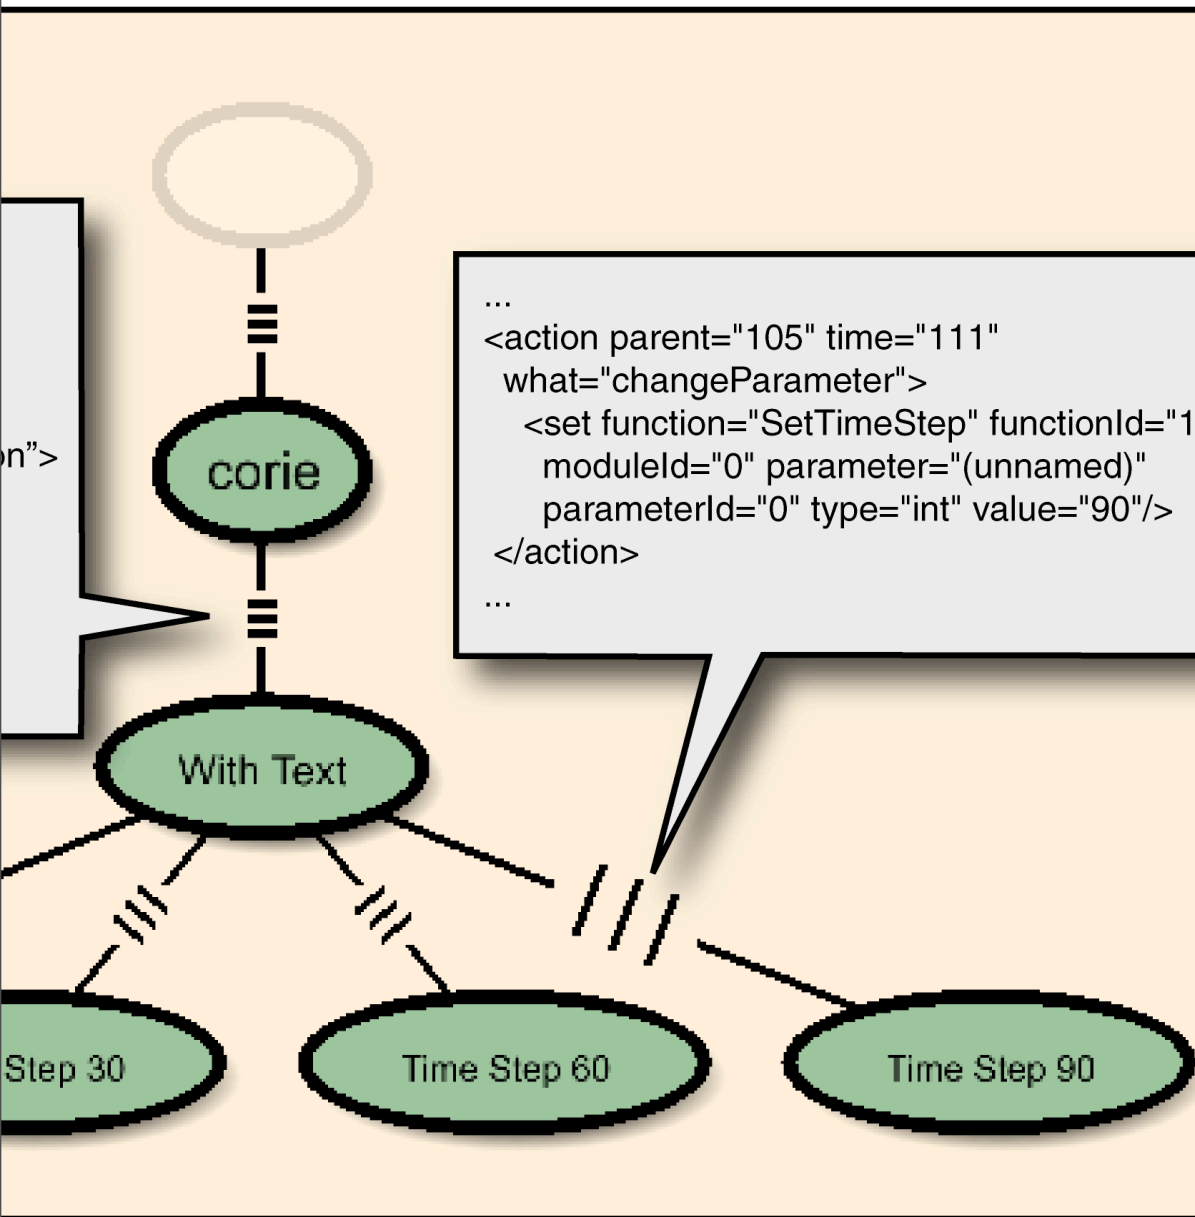 on”>
...
<action parent="105" time="111"
what="changeParameter">
<set function="SetTimeStep" functionId="1
moduleId="0" parameter="(unnamed)"
parameterId="0" type="int" value="90"/>
</action>
...
corie
With Text
Step 30
Time Step 60
Time Step 90